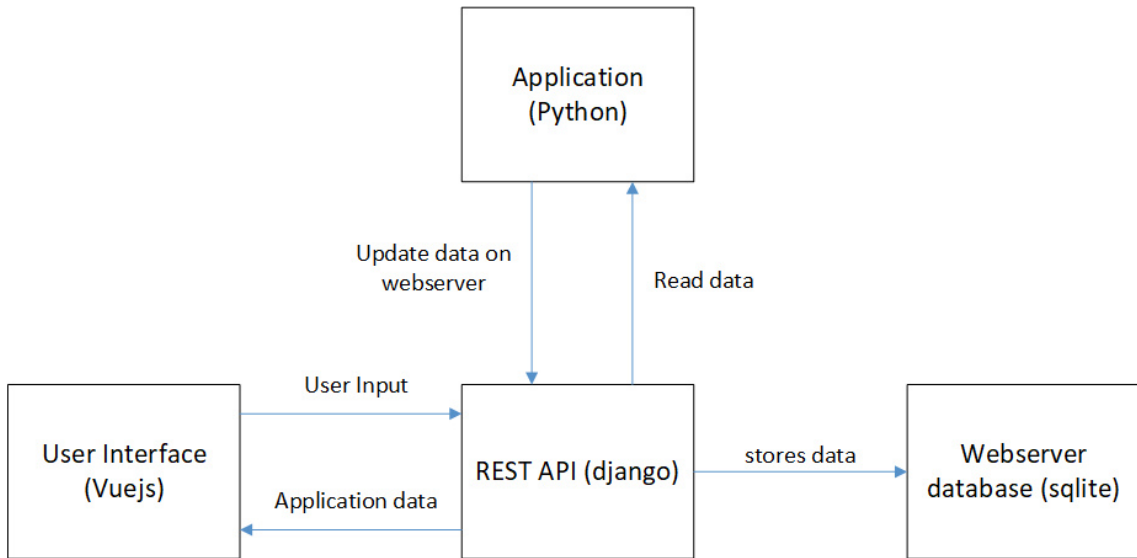 Application
(Python)
Update data on
webserver
Read data
User Input
User Interface
(Vuejs)
Application data
REST API (django)
stores data
Webserver
database (sqlite)